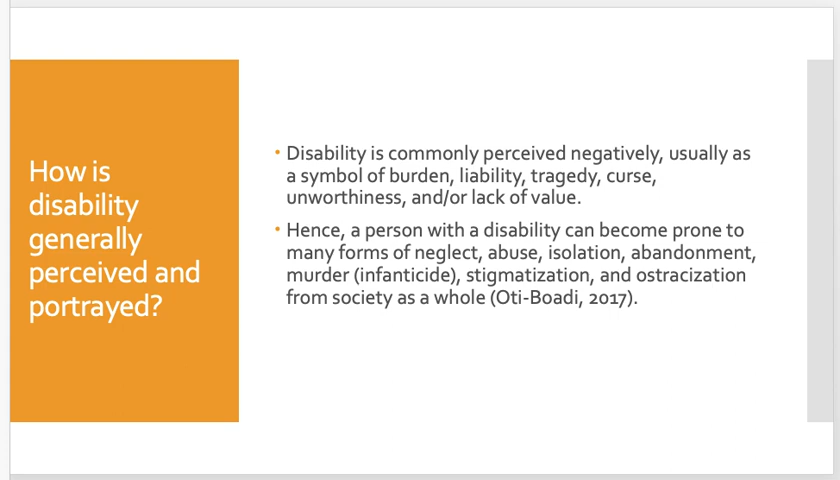 How is
disability
generally
perceived and
portrayed?
• Disability is commonly perceived negatively, usually as
a symbol of burden, liability, tragedy, curse,
unworthiness, and/or lack of value.
• Hence, a person with a disability can become prone to
many forms of neglect, abuse, isolation, abandonment,
murder (infanticide), stigmatization, and ostracization
from society as a whole (Oti-Boadi, 2017).